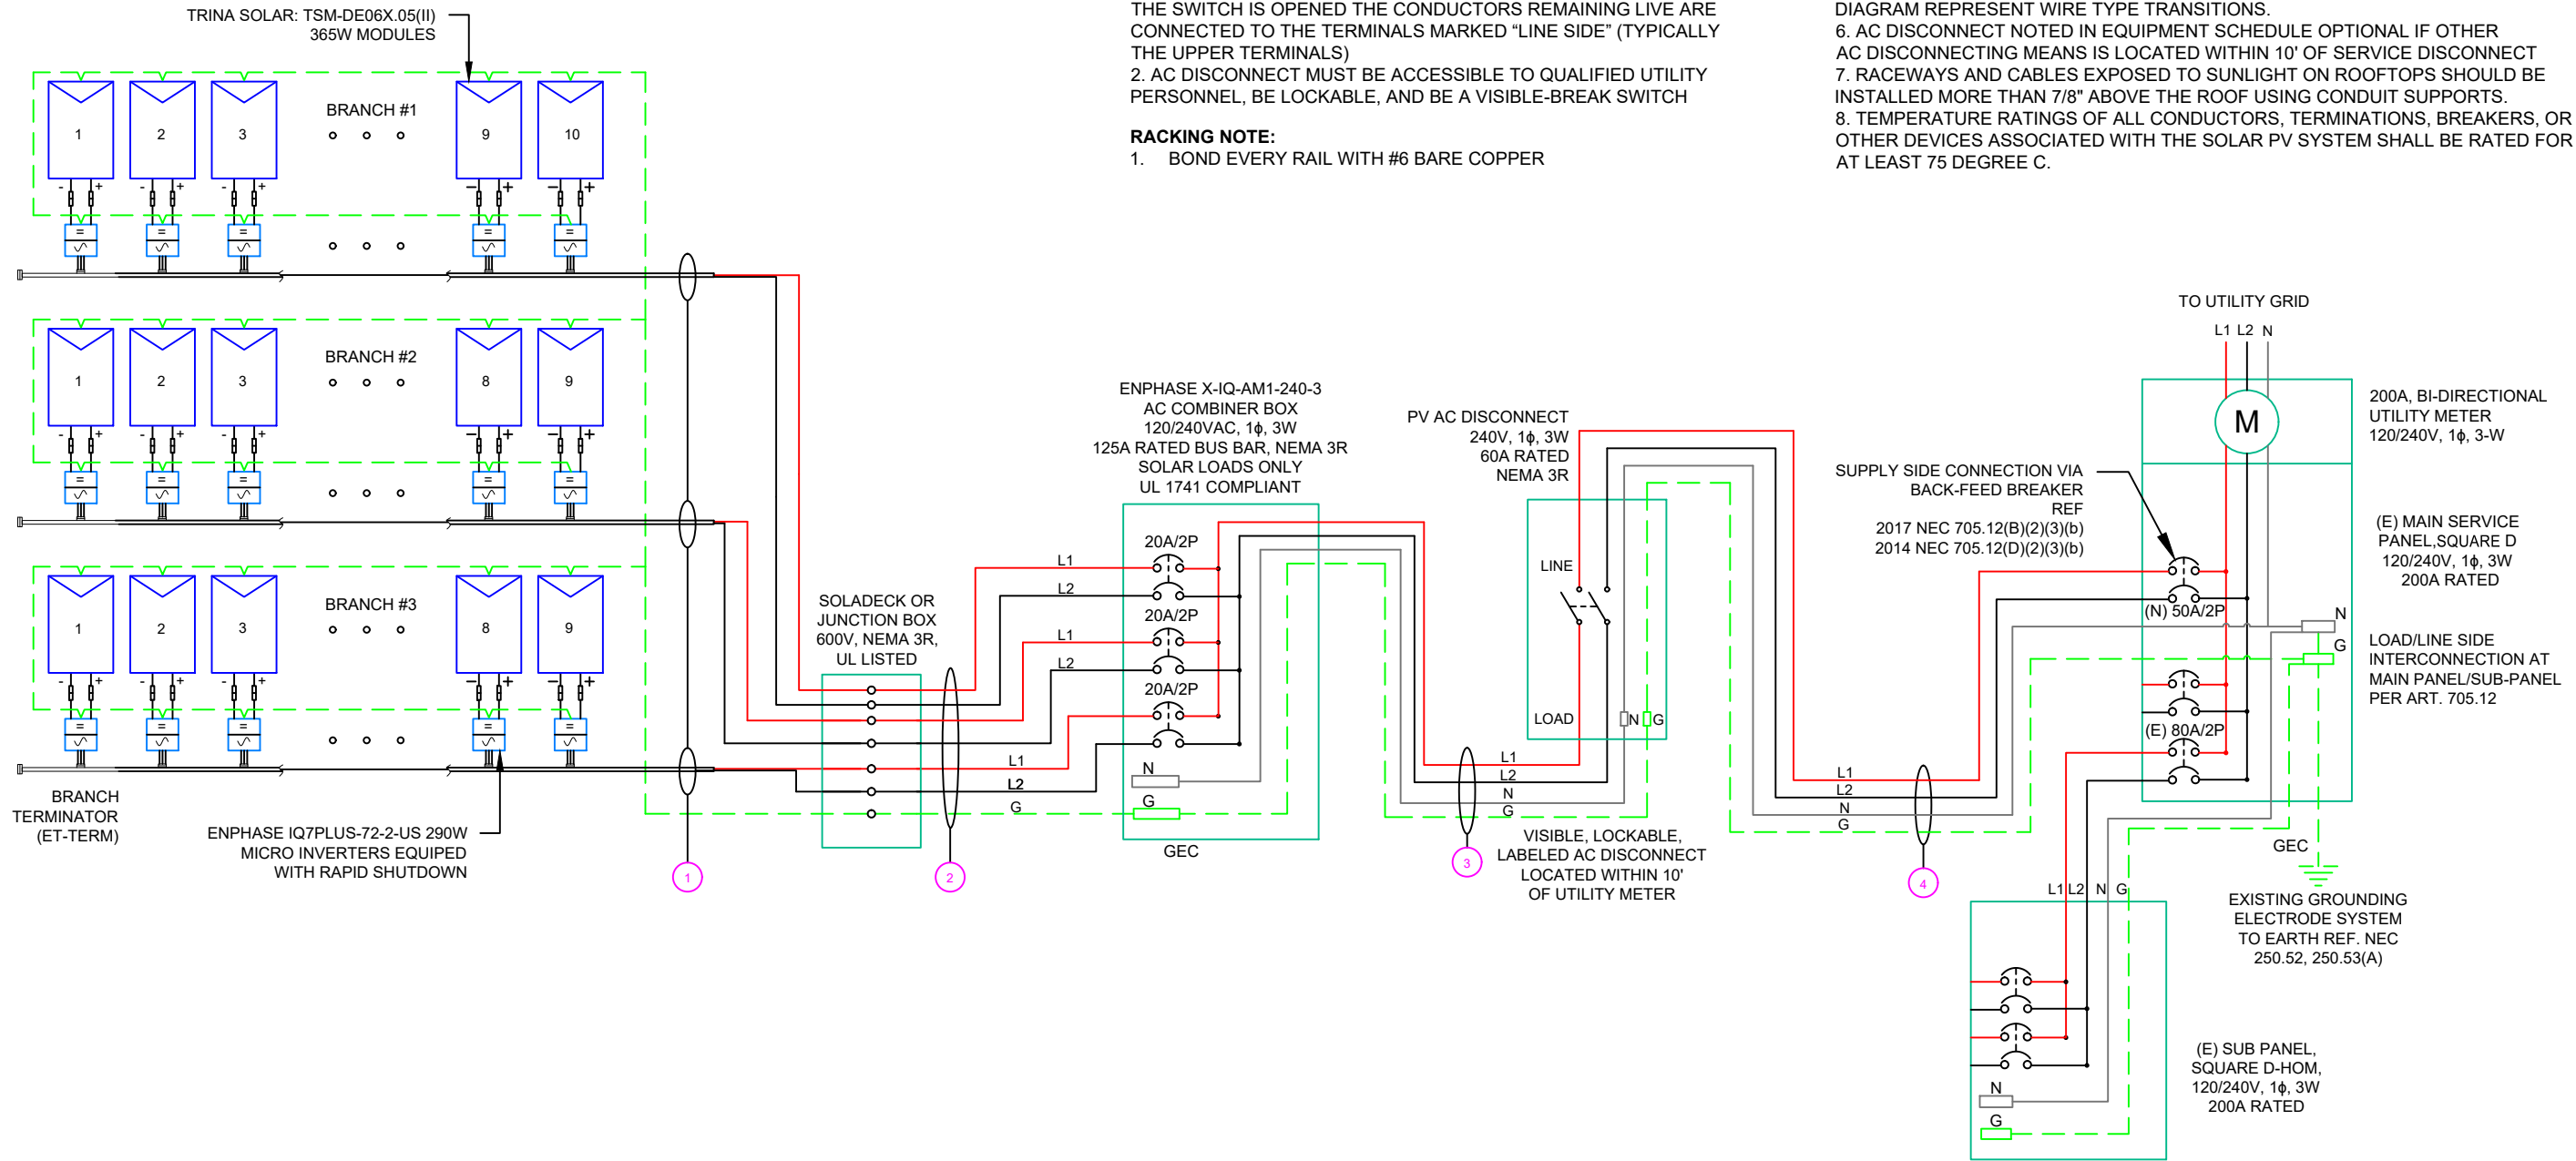 TRINA SOLAR: TSM-DE06X.05(II)
365W MODULES
THE SWITCH IS OPENED THE CONDUCTORS REMAINING LIVE ARE
CONNECTED TO THE TERMINALS MARKED “LINE SIDE” (TYPICALLY
THE UPPER TERMINALS)
2. AC DISCONNECT MUST BE ACCESSIBLE TO QUALIFIED UTILITY
PERSONNEL, BE LOCKABLE, AND BE A VISIBLE-BREAK SWITCH
RACKING NOTE:
1. BOND EVERY RAIL WITH #6 BARE COPPER
DIAGRAM REPRESENT WIRE TYPE TRANSITIONS.
6. AC DISCONNECT NOTED IN EQUIPMENT SCHEDULE OPTIONAL IF OTHER
AC DISCONNECTING MEANS IS LOCATED WITHIN 10' OF SERVICE DISCONNECT
7. RACEWAYS AND CABLES EXPOSED TO SUNLIGHT ON ROOFTOPS SHOULD BE
INSTALLED MORE THAN 7/8" ABOVE THE ROOF USING CONDUIT SUPPORTS.
8. TEMPERATURE RATINGS OF ALL CONDUCTORS, TERMINATIONS, BREAKERS, OR
OTHER DEVICES ASSOCIATED WITH THE SOLAR PV SYSTEM SHALL BE RATED FOR
AT LEAST 75 DEGREE C.
BRANCH #1
1 2 3 9 10
- + - + - + - + - +
BRANCH #2
1 2 3 8 9
- + - + - + - + - +
BRANCH #3
1 2 3 8 9
- + - + - + - + - +
BRANCH
TERMINATOR
(ET-TERM)
ENPHASE IQ7PLUS-72-2-US 290W
MICRO INVERTERS EQUIPED
WITH RAPID SHUTDOWN
1
SOLADECK OR
JUNCTION BOX
600V, NEMA 3R,
UL LISTED
2
L1
L2
L1
L2
L1
L2
G
ENPHASE X-IQ-AM1-240-3
AC COMBINER BOX
120/240VAC, 1ϕ, 3W
125A RATED BUS BAR, NEMA 3R
SOLAR LOADS ONLY
UL 1741 COMPLIANT
20A/2P
20A/2P
20A/2P
N
G
GEC
PV AC DISCONNECT
240V, 1ϕ, 3W
60A RATED
NEMA 3R
LINE
LOAD
N G
L1
L2
N
G
3
VISIBLE, LOCKABLE,
LABELED AC DISCONNECT
LOCATED WITHIN 10'
OF UTILITY METER
L1
L2
N
G
4
TO UTILITY GRID
L1 L2 N
M
200A, BI-DIRECTIONAL
UTILITY METER
120/240V, 1ϕ, 3-W
SUPPLY SIDE CONNECTION VIA
BACK-FEED BREAKER
REF
2017 NEC 705.12(B)(2)(3)(b)
2014 NEC 705.12(D)(2)(3)(b)
(E) MAIN SERVICE
PANEL,SQUARE D
120/240V, 1ϕ, 3W
200A RATED
(N) 50A/2P
N
G
LOAD/LINE SIDE
INTERCONNECTION AT
MAIN PANEL/SUB-PANEL
PER ART. 705.12
(E) 80A/2P
GEC
EXISTING GROUNDING
ELECTRODE SYSTEM
TO EARTH REF. NEC
250.52, 250.53(A)
L1 L2 N G
(E) SUB PANEL,
SQUARE D-HOM,
120/240V, 1ϕ, 3W
200A RATED
N
G